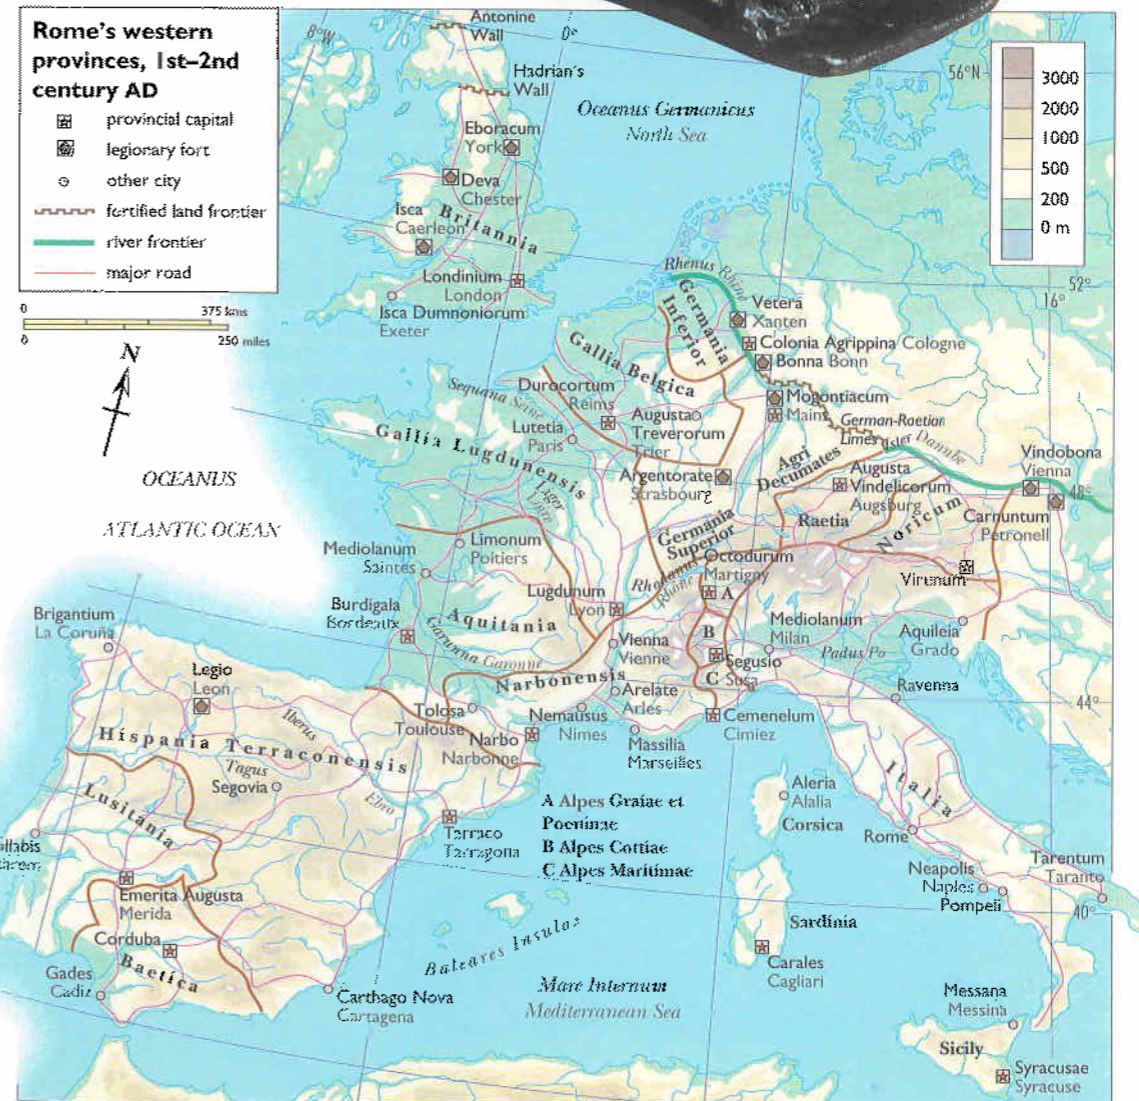 Rome's western
provinces, 1st–2nd
century AD
provincial capital
legionary fort
other city
fortified land frontier
river frontier
major road
0
375 kms
0
250 miles
N
8°W
0°
56°N
3000
2000
1000
500
200
0 m
52°
16°
48°
44°
40°
Antonine
Wall
Hadrian's
Wall
Oceanus Germanicus
North Sea
Eboracum
York
Deva
Chester
Isca
Caerleon
Britannia
Londinium
London
Isca Dumnoniorum
Exeter
Rhenus Rhine
Germania
Inferior
Vetera
Xanten
Colonia Agrippina Cologne
Bonna Bonn
Gallia Belgica
Durocortum
Reims
Sequana Seine
Mogontiacum
Mainz
Augusta
Treverorum
Trier
Lutetia
Paris
German-Raetian
Limes
Ister Danube
Gallia Lugdunensis
Agri
Decumates
Vindobona
Vienna
Argentorate
Strasbourg
Augusta
Vindelicorum
Augsburg
Liger
Loire
OCEANUS
ATLANTIC OCEAN
Germania
Superior
Raetia
Noricum
Carnuntum
Petronell
Limonum
Poitiers
Mediolanum
Saintes
Octodurum
Martigny
Rhodanus
Rhône
Virunum
Lugdunum
Lyon
A
Burdigala
Bordeaux
Aquitania
Brigantium
La Coruña
Mediolanum
Milan
Aquileia
Grado
B
Vienna
Vienne
Garunna Garonne
Padus Po
Segusio
Susa
C
Legio
Leon
Narbonensis
Ravenna
Arelate
Arles
Tolosa
Toulouse
Nemausus
Nimes
Cemenelum
Cimiez
Iberus
Narbo
Narbonne
Massilia
Marseilles
Hispania Terraconensis
Tagus
Segovia
Ebro
Italia
Aleria
Alalia
Corsica
Lusitania
A Alpes Graiae et
Poeninae
B Alpes Cottiae
C Alpes Maritimae
Tarraco
Tarragona
Rome
Neapolis
Naples
Pompeii
Tarentum
Taranto
Emerita Augusta
Merida
Sardinia
Baleares Insulas
Corduba
Baetica
Carales
Cagliari
Gades
Cadiz
Carthago Nova
Cartagena
Mare Internum
Mediterranean Sea
Messana
Messina
Sicily
Syracusae
Syracuse